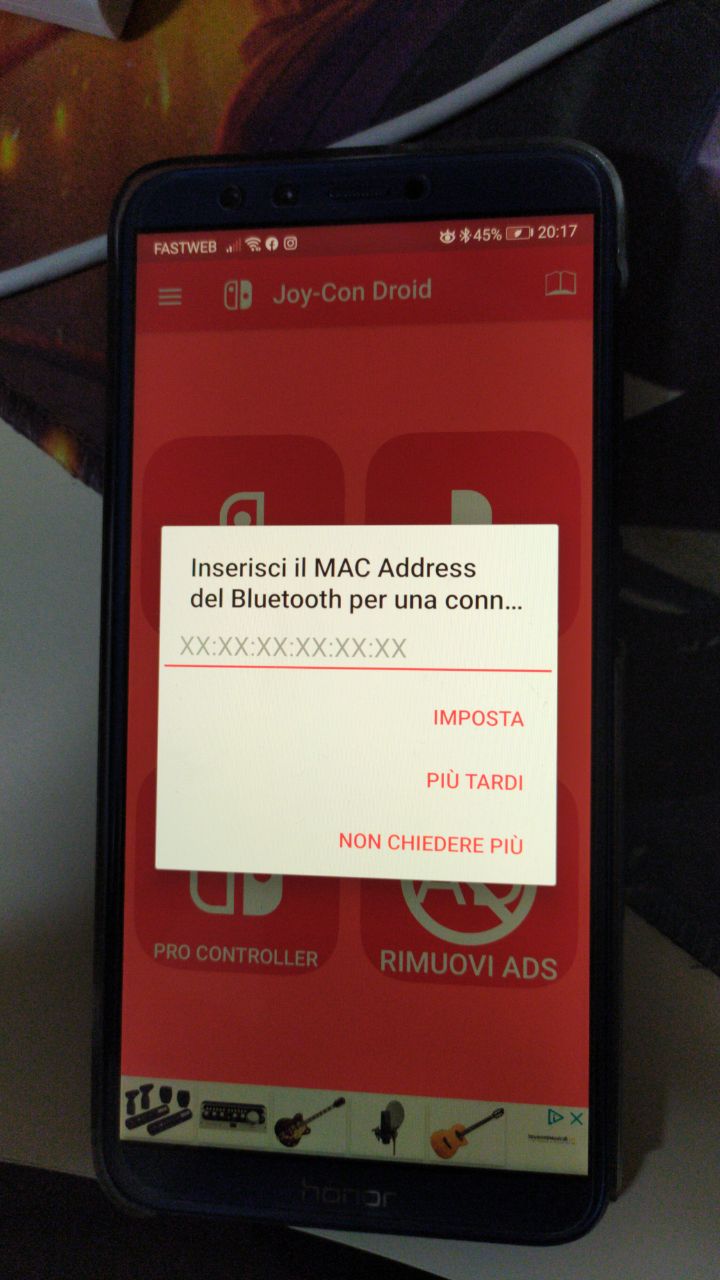 FASTWEB 45% 20:17
Joy-Con Droid
Inserisci il MAC Address
del Bluetooth per una conn...
XX:XX:XX:XX:XX:XX
IMPOSTA
PIÙ TARDI
NON CHIEDERE PIÙ
PRO CONTROLLER
RIMUOVI ADS
honor